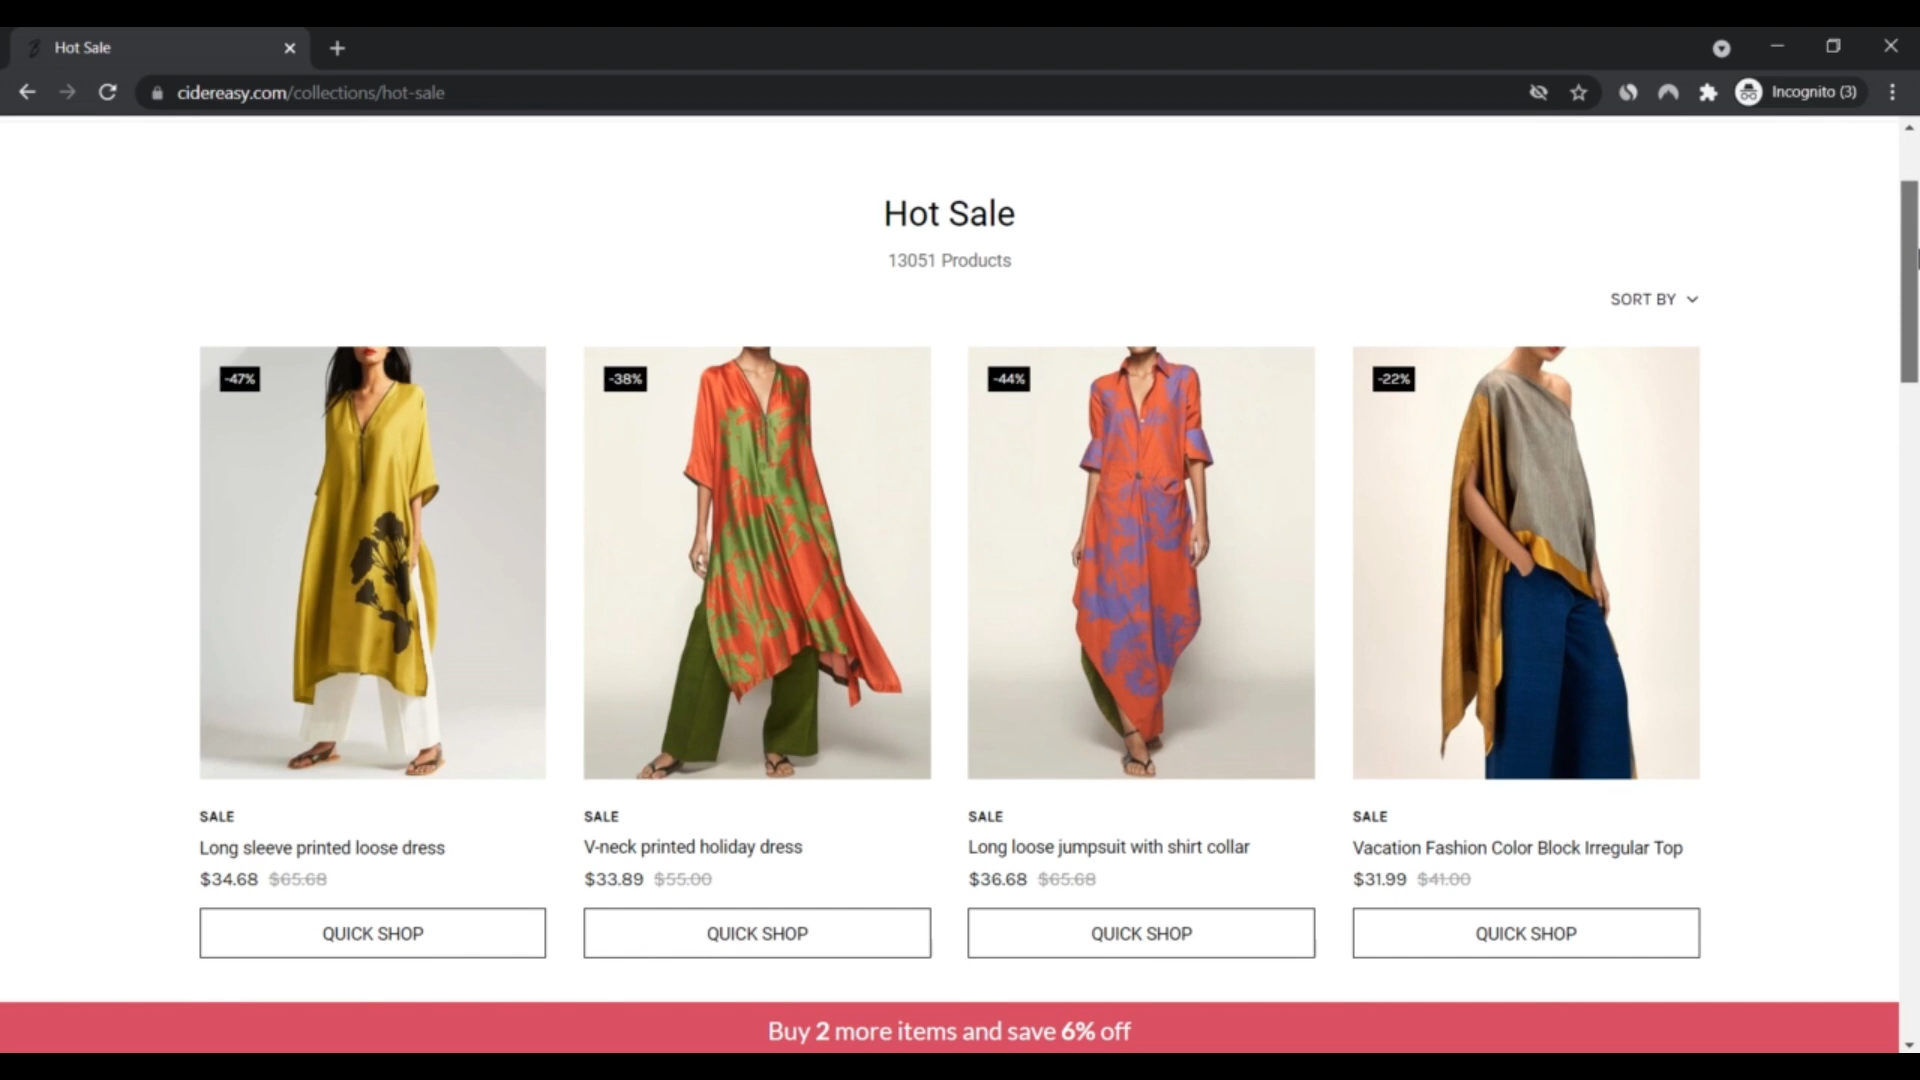 Hot Sale
cidereasy.com/collections/hot-sale
Incognito (3)
Hot Sale
13051 Products
SORT BY
-47%
-38%
-44%
-22%
SALE
Long sleeve printed loose dress
$34.68 $65.68
QUICK SHOP
SALE
V-neck printed holiday dress
$33.89 $55.00
QUICK SHOP
SALE
Long loose jumpsuit with shirt collar
$36.68 $65.68
QUICK SHOP
SALE
Vacation Fashion Color Block Irregular Top
$31.99 $41.00
QUICK SHOP
Buy 2 more items and save 6% off